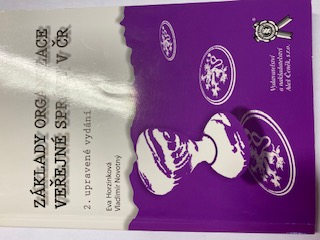 ZÁKLADY ORGANIZACE
VEŘEJNÉ SPRÁVY V ČR
2. upravené vydání
Eva Horzinková
Vladimír Novotný
Vydavatelství
a nakladatelství
Aleš Čeněk, s.r.o.